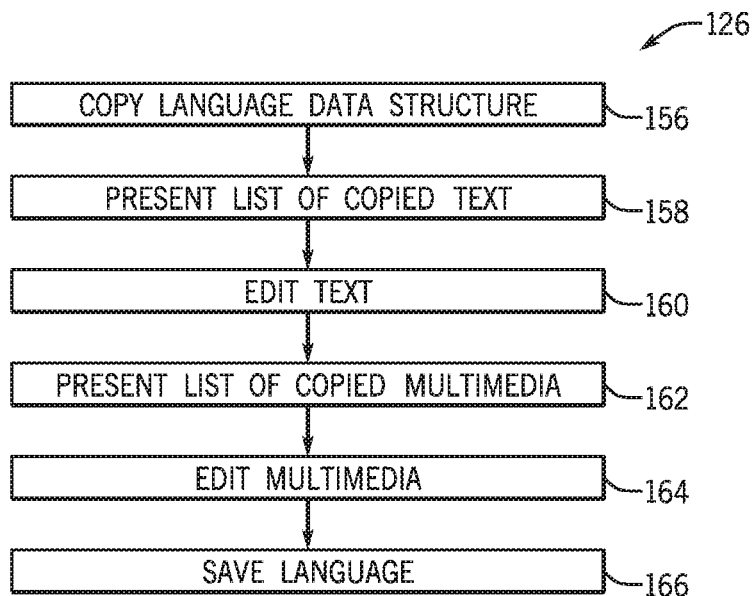 126
COPY LANGUAGE DATA STRUCTURE
156
PRESENT LIST OF COPIED TEXT
158
EDIT TEXT
160
PRESENT LIST OF COPIED MULTIMEDIA
162
EDIT MULTIMEDIA
164
SAVE LANGUAGE
166